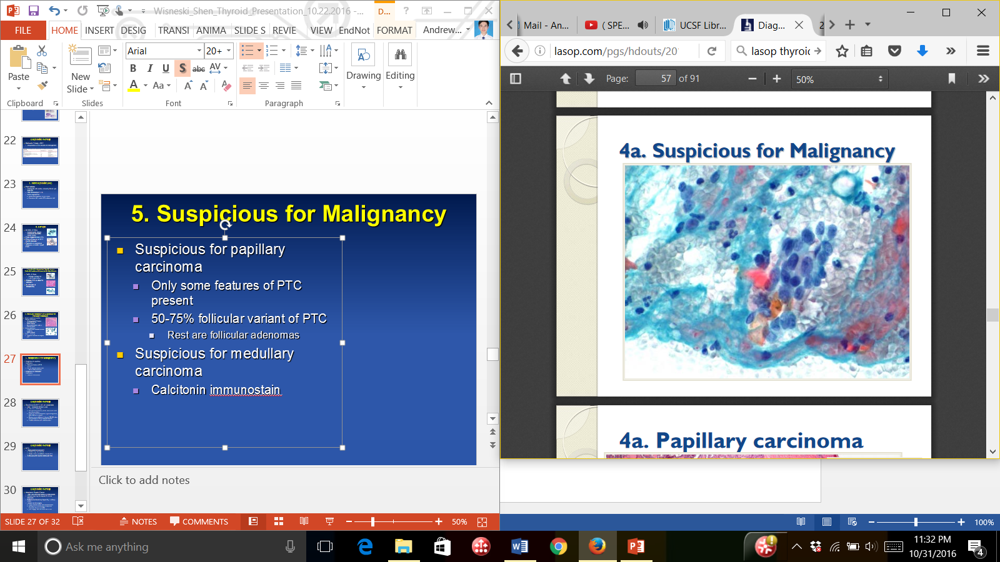 Wisneski_Shen_Thyroid_Presentation_10.22.2016 -...
D...
?
FILE
HOME
INSERT
DESIG
TRANSI
ANIMA
SLIDE S
REVIE
VIEW
EndNot
FORMAT
Andrew...
Paste
New
Slide
Arial
20+
B I U S abc AV
A Aa A A
Drawing
Editing
Clipboard
Slides
Font
Paragraph
22
23
24
25
26
27
28
29
30
5. Suspicious for Malignancy
Suspicious for papillary
carcinoma
Only some features of PTC
present
50-75% follicular variant of PTC
Rest are follicular adenomas
Suspicious for medullary
carcinoma
Calcitonin immunostain
Click to add notes
SLIDE 27 OF 32
NOTES
COMMENTS
50%
Mail - An...
( SPE...
UCSF Libr...
Diag...
2
lasop.com/pgs/hdouts/20
lasop thyroid
Page: 57 of 91
50%
4a. Suspicious for Malignancy
4a. Papillary carcinoma
100%
Ask me anything
11:32 PM
10/31/2016
4